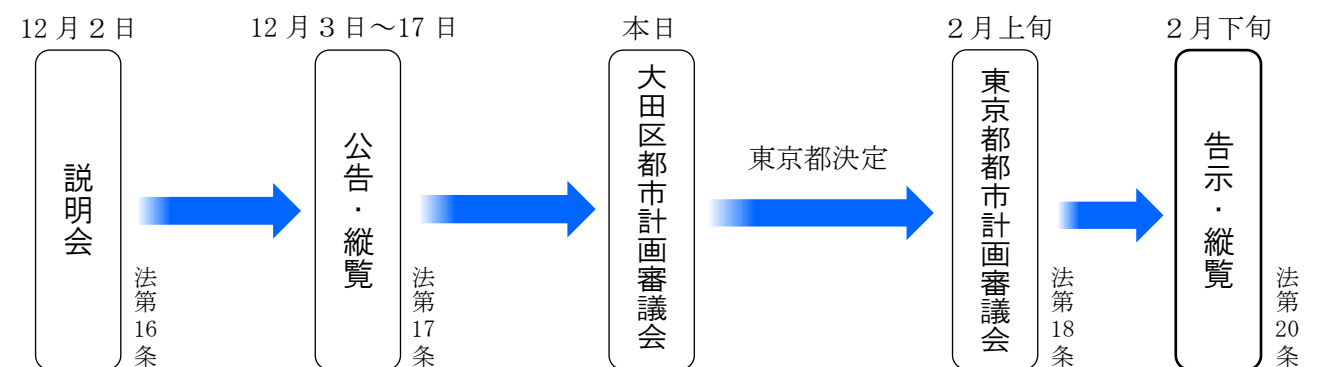 12月2日
説明会
法第16条
12月3日～17日
公告・縦覧
法第17条
本日
大田区都市計画審議会
東京都決定
２月上旬
東京都都市計画審議会
法第18条
２月下旬
告示・縦覧
法第20条